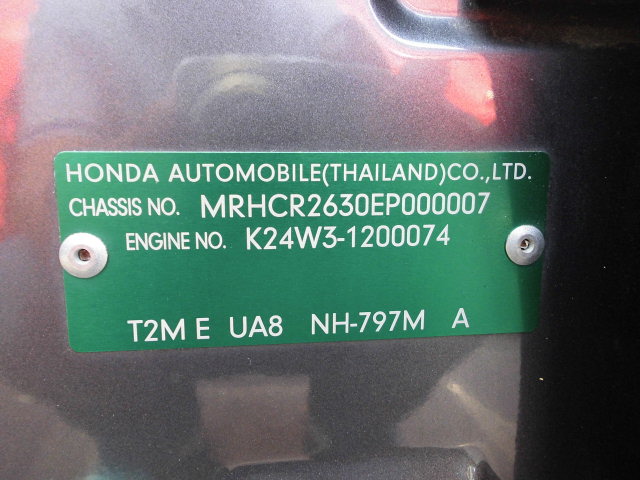 HONDA AUTOMOBILE(THAILAND)CO.,LTD.
CHASSIS NO. MRHCR2630EP000007
ENGINE NO. K24W3-1200074
T2M E UA8 NH-797M A